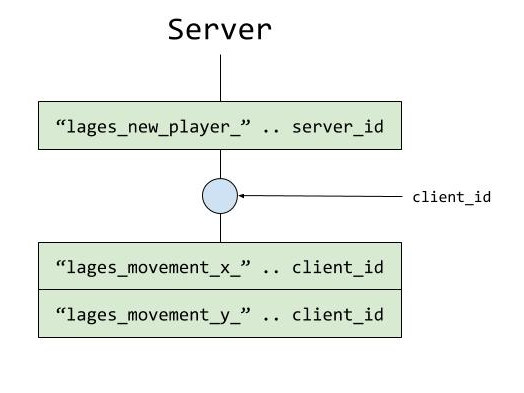 Server
“lages_new_player_” .. server_id
client_id
“lages_movement_x_” .. client_id
“lages_movement_y_” .. client_id